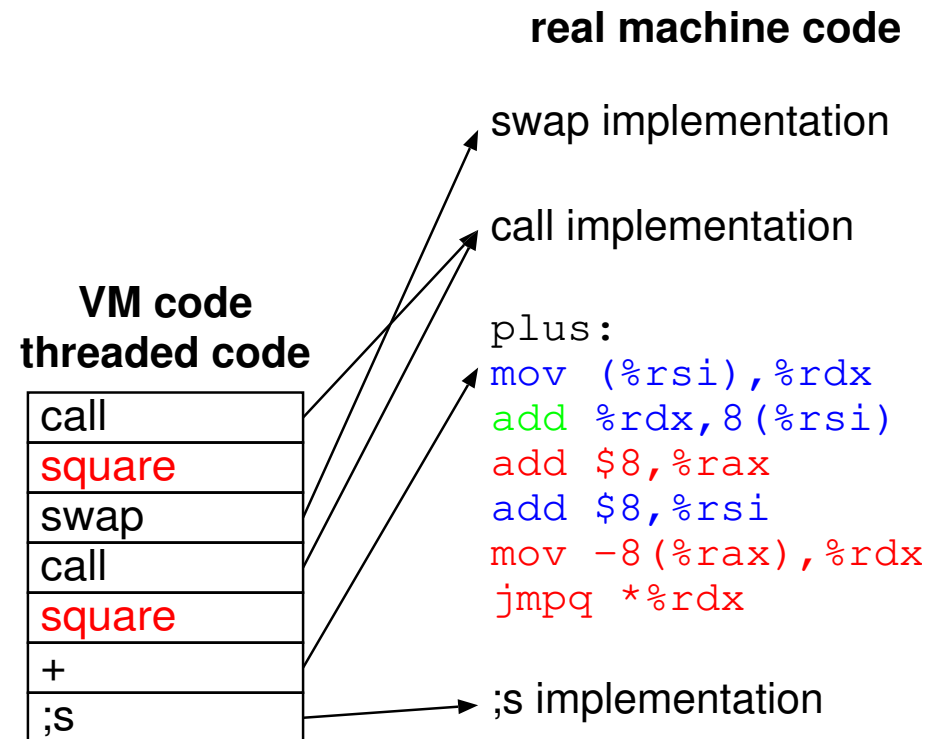 real machine code
swap implementation
call implementation
VM code
threaded code
call
square
swap
call
square
+
;s
plus:
mov (%rsi),%rdx
add %rdx,8(%rsi)
add $8,%rax
add $8,%rsi
mov -8(%rax),%rdx
jmpq *%rdx
;s implementation